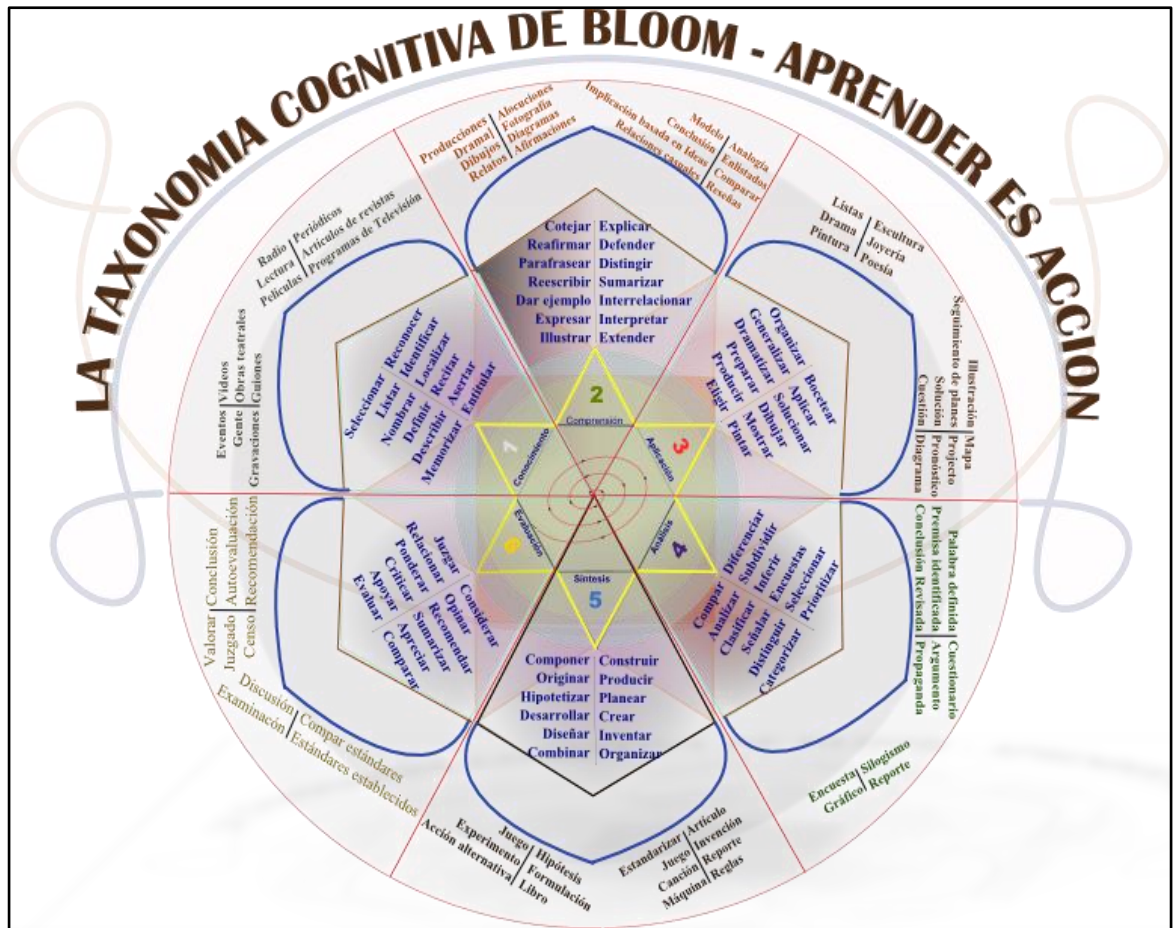 LA TAXONOMIA COGNITIVA DE BLOOM - APRENDER ES ACCION
1
Conocimiento
Seleccionar Reconocer
Listar Identificar
Nombrar Localizar
Definir Recitar
Describir Asertar
Memorizar Entitular
Radio Periódicos
Lectura Artículos de revistas
Películas Programas de Televisión
Eventos Videos
Gente Obras teatrales
Gravaciones Guiones
2
Comprensión
Cotejar Explicar
Reafirmar Defender
Parafrasear Distingir
Reescribir Sumarizar
Dar ejemplo Interrelacionar
Expresar Interpretar
Illustrar Extender
Producciones Alocuciones
Drama Fotografía
Dibujos Diagramas
Relatos Afirmaciones
Modelo Analogía
Conclusión Enlistados
Implicación basada en Ideas Comparar
Relaciones casuales Reseñas
3
Aplicación
Organizar Bocetear
Generalizar Aplicar
Dramatizar Solucionar
Preparar Dibujar
Producir Mostrar
Eligir Pintar
Listas Escultura
Drama Joyería
Pintura Poesía
Illustración Mapa
Seguimiento de planes Projecto
Solución Pronóstico
Cuestión Diagrama
4
Análisis
Compar Diferenciar
Analizar Subdividir
Clasificar Inferir
Señalar Encuestas
Distinguir Seleccionar
Categorizar Prioritizar
Palabra definida Cuestionario
Premisa identificada Argumento
Conclusión Revisada Propaganda
Encuesta Silogismo
Gráfico Reporte
5
Síntesis
Componer Construir
Originar Producir
Hipotetizar Planear
Desarrollar Crear
Diseñar Inventar
Combinar Organizar
Estandarizar Artículo
Juego Invención
Canción Reporte
Máquina Reglas
Juego Hipótesis
Experimento Formulación
Acción alternativa Libro
6
Evaluación
Juzgar Considerar
Relacionar Opinar
Ponderar Recomendar
Criticar Sumarizar
Apoyar Apreciar
Evaluar Comparar
Valorar Conclusión
Juzgado Autoevaluación
Censo Recomendación
Discusión Compar estándares
Examinacón Estándares establecidos